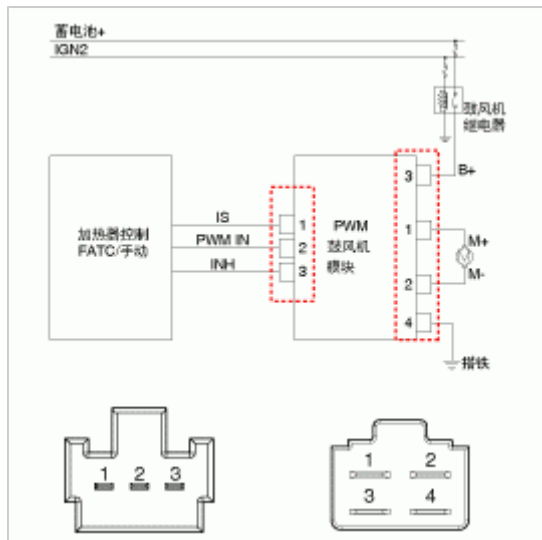 蓄电池+
IGN2
鼓风机
继电器
3
B+
加热器控制
FATC/手动
IS
PWM IN
INH
1
2
3
PWM
鼓风机
模块
1
M+
M
M-
2
4
搭铁
1 2 3
1 2
3 4